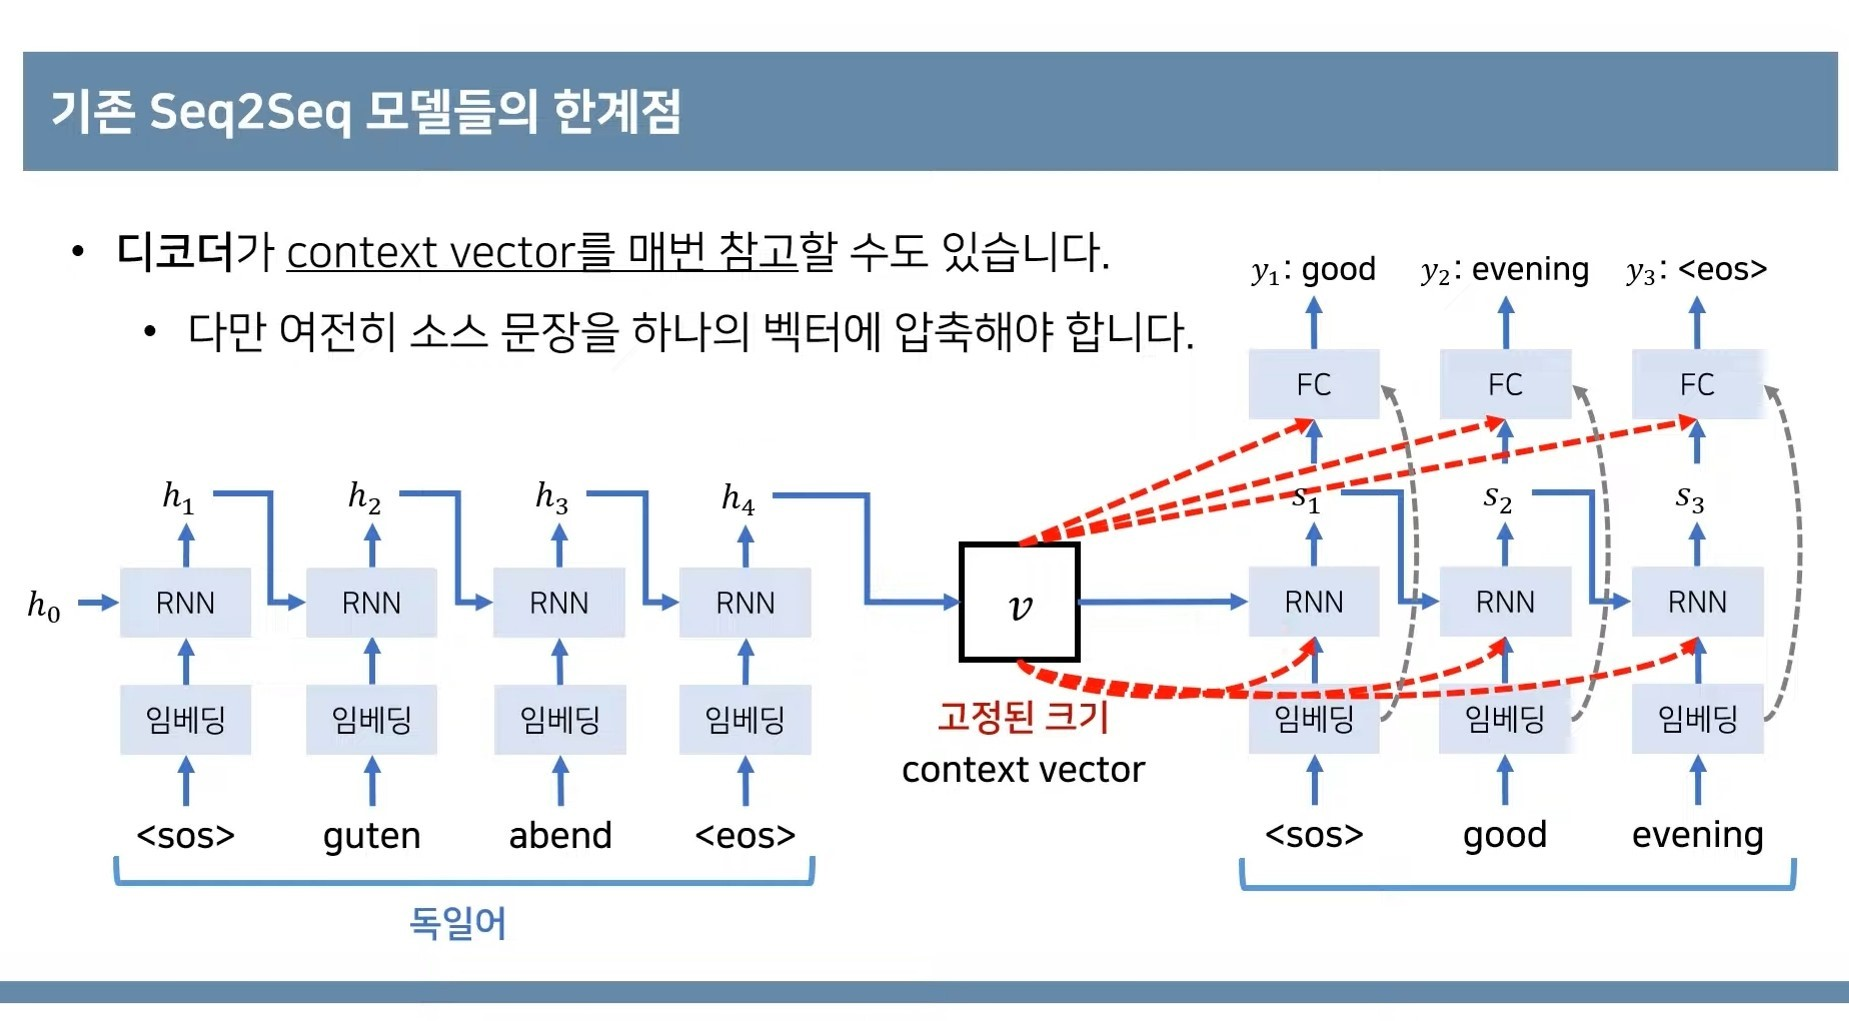 기존 Seq2Seq 모델들의 한계점
• 디코더가 context vector를 매번 참고할 수도 있습니다.
• 다만 여전히 소스 문장을 하나의 벡터에 압축해야 합니다.
y₁: good y₂: evening y₃: <eos>
FC FC FC
h₁ h₂ h₃ h₄ s₁ s₂ s₃
h₀ RNN RNN RNN RNN v RNN RNN RNN
임베딩 임베딩 임베딩 임베딩 고정된 크기 임베딩 임베딩 임베딩
context vector
<sos> guten abend <eos> <sos> good evening
독일어